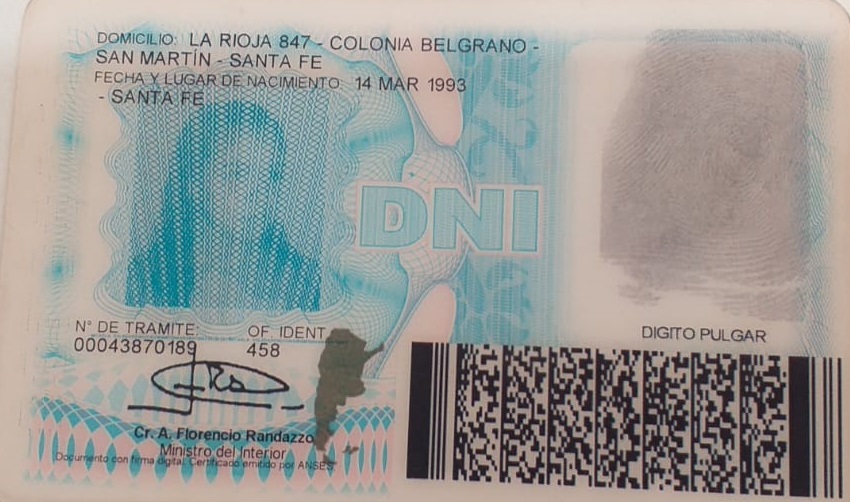 DOMICILIO: LA RIOJA 847 - COLONIA BELGRANO -
SAN MARTÍN - SANTA FE
FECHA Y LUGAR DE NACIMIENTO: 14 MAR 1993
- SANTA FE
DNI
N° DE TRAMITE:
00043870189
OF. IDENT
458
DIGITO PULGAR
Cr. A. Florencio Randazzo
Ministro del Interior
Documento con firma digital. Certificado emitido por ANSES